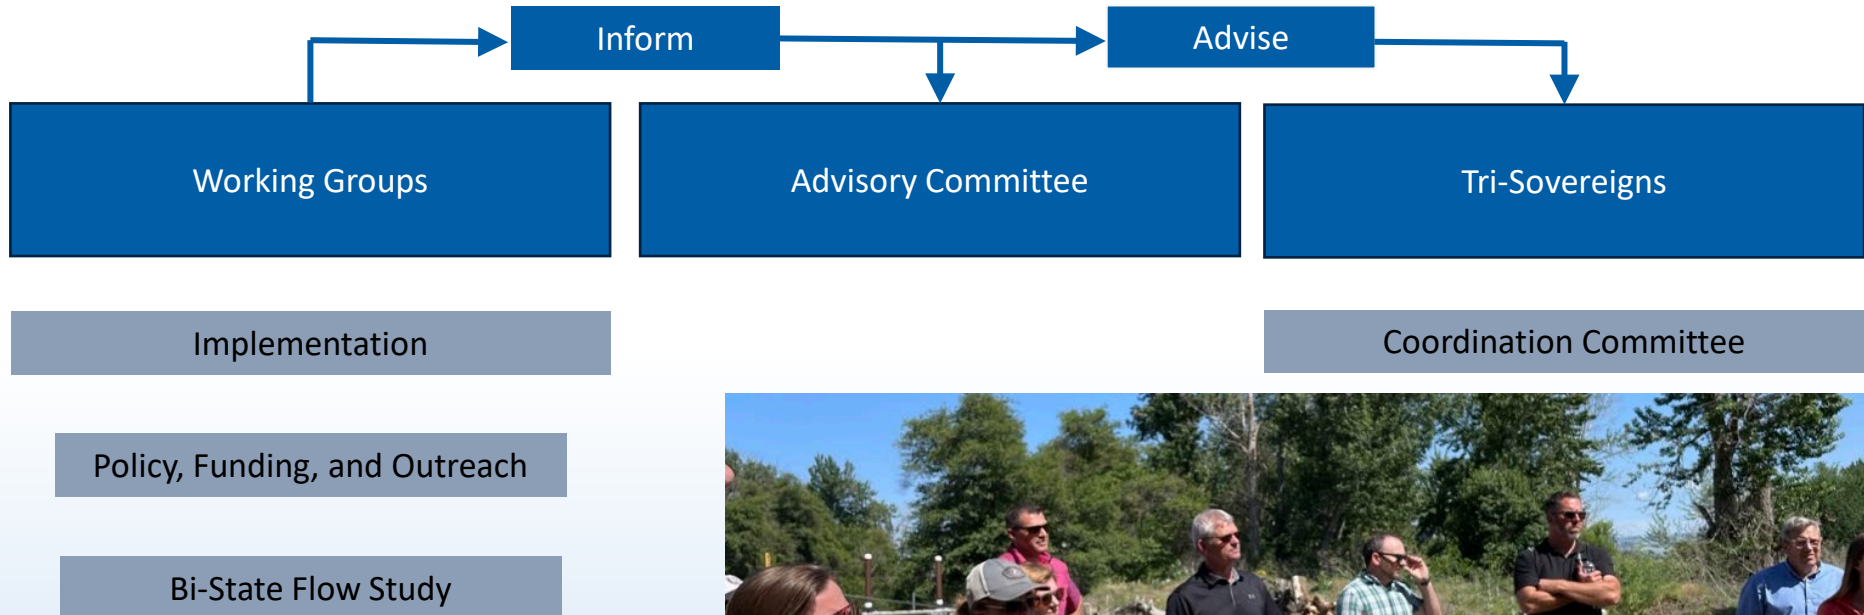 Inform
Advise
Working Groups
Advisory Committee
Tri-Sovereigns
Implementation
Coordination Committee
Policy, Funding, and Outreach
Bi-State Flow Study